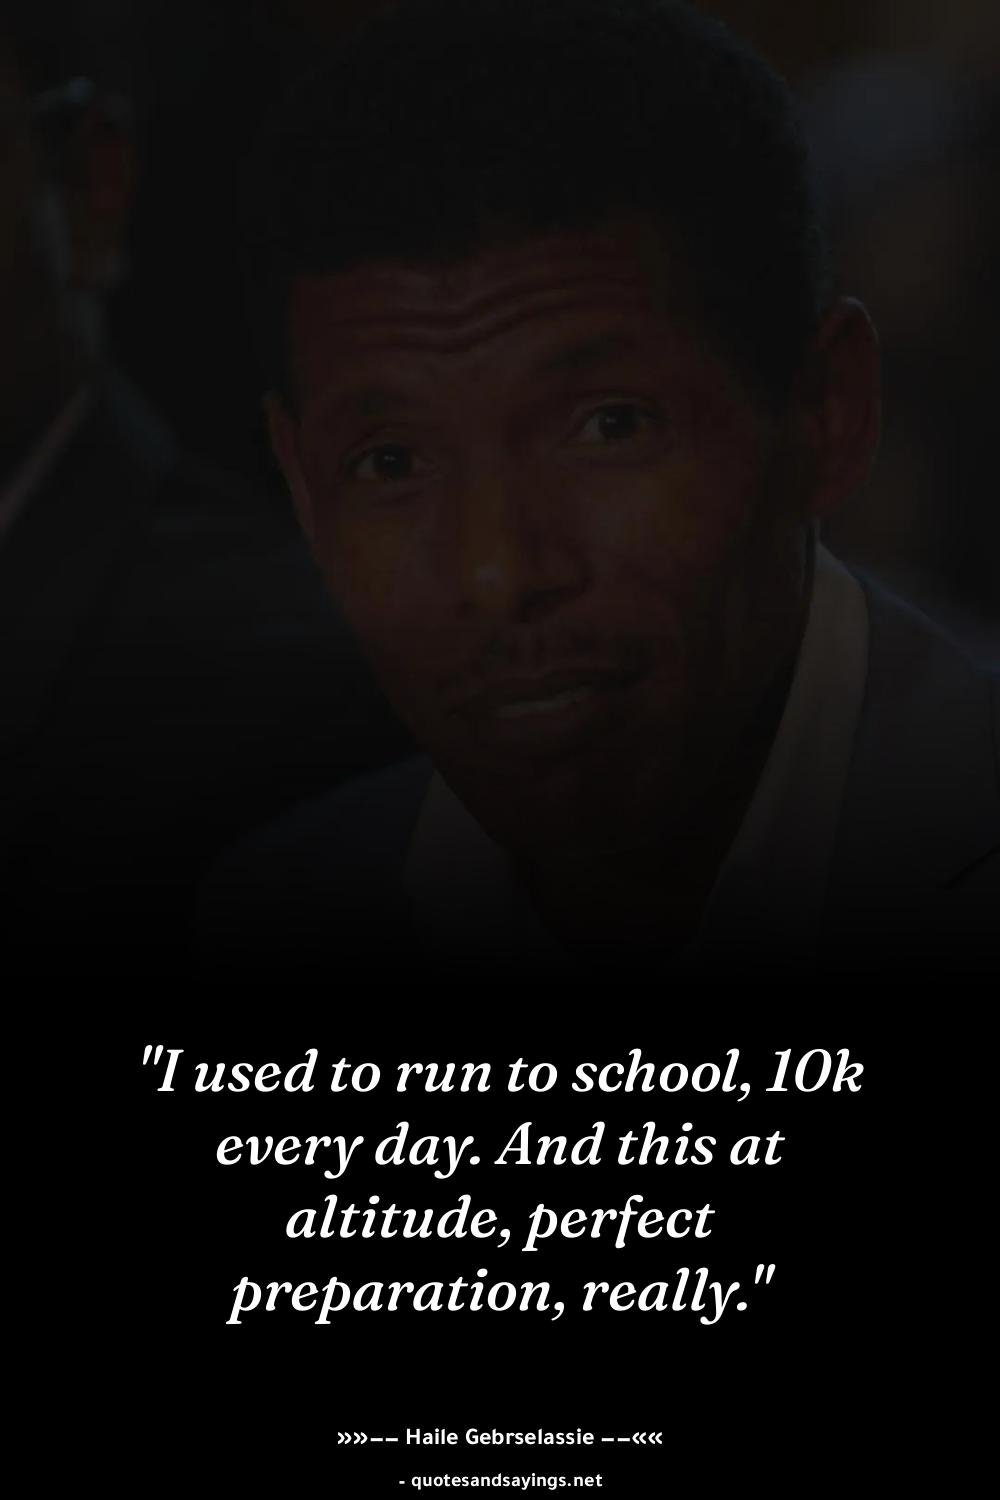 "I used to run to school, 10k
every day. And this at
altitude, perfect
preparation, really."
»»–– Haile Gebrselassie ––««
- quotesandsayings.net